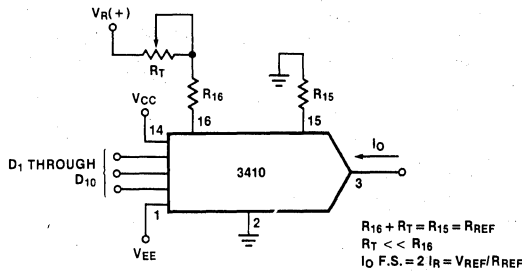 VR(+)
RT
R16
R15
VCC
14
16
15
IO
D1 THROUGH
D10
3410
3
1
2
VEE
R16 + RT = R15 = RREF
RT << R16
IO F.S. = 2 IR = VREF/RREF